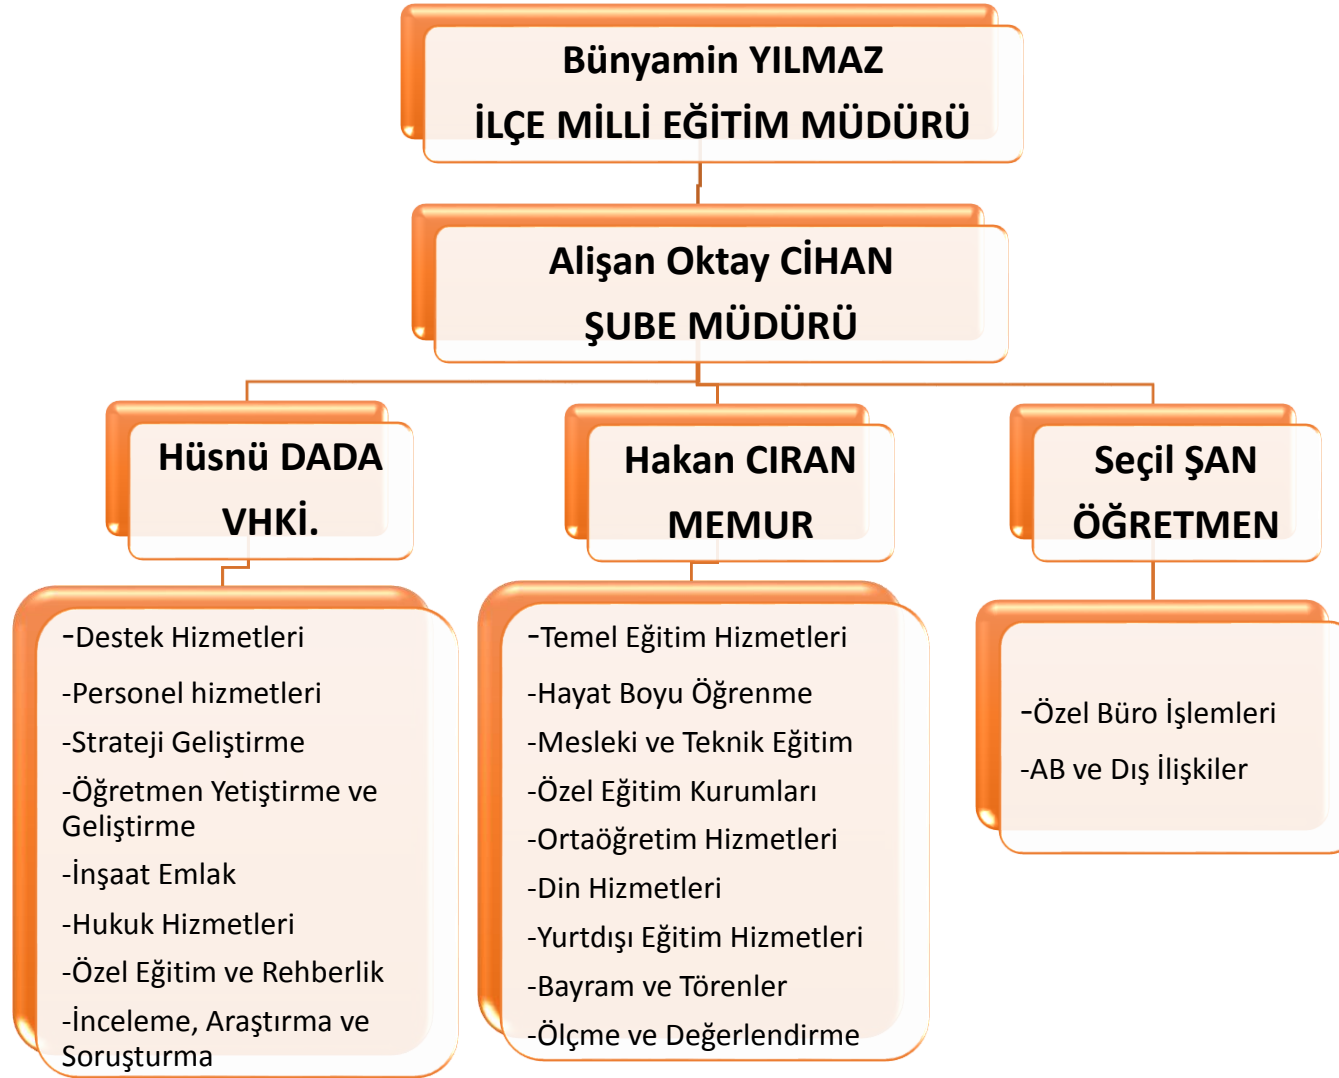 Bünyamin YILMAZ
İLÇE MİLLİ EĞİTİM MÜDÜRÜ
Alişan Oktay CİHAN
ŞUBE MÜDÜRÜ
Hüsnü DADA
VHKİ.
Hakan CIRAN
MEMUR
Seçil ŞAN
ÖĞRETMEN
-Destek Hizmetleri
-Personel hizmetleri
-Strateji Geliştirme
-Öğretmen Yetiştirme ve
Geliştirme
-İnşaat Emlak
-Hukuk Hizmetleri
-Özel Eğitim ve Rehberlik
-İnceleme, Araştırma ve
Soruşturma
-Temel Eğitim Hizmetleri
-Hayat Boyu Öğrenme
-Mesleki ve Teknik Eğitim
-Özel Eğitim Kurumları
-Ortaöğretim Hizmetleri
-Din Hizmetleri
-Yurtdışı Eğitim Hizmetleri
-Bayram ve Törenler
-Ölçme ve Değerlendirme
-Özel Büro İşlemleri
-AB ve Dış İlişkiler